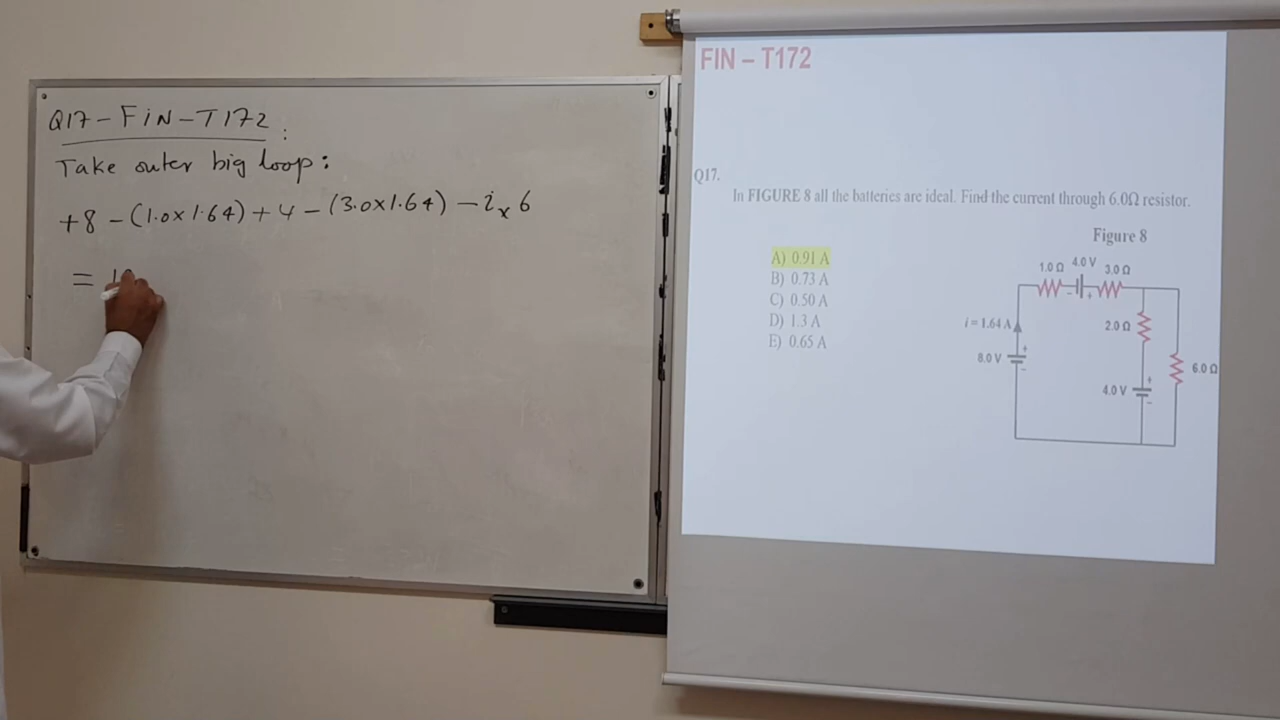 Q17 - FIN - T172 :
Take outer big loop :
+8 - (1.0 x 1.64) + 4 - (3.0 x 1.64) - i x 6
=
FIN – T172
Q17.
In FIGURE 8 all the batteries are ideal. Find the current through 6.0Ω resistor.
Figure 8
A) 0.91 A
B) 0.73 A
C) 0.50 A
D) 1.3 A
E) 0.65 A
1.0 Ω 4.0 V 3.0 Ω
- +
i = 1.64 A 2.0 Ω
+
8.0 V
-
6.0 Ω
+
4.0 V
-